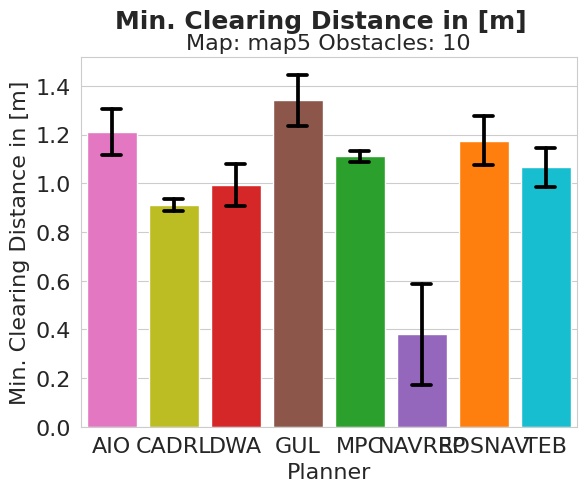 Min. Clearing Distance in [m]
Map: map5 Obstacles: 10
Min. Clearing Distance in [m]
1.4
1.2
1.0
0.8
0.6
0.4
0.2
0.0
AIO CADRL DWA GUL MPC NAVREP ROSNAV TEB
Planner